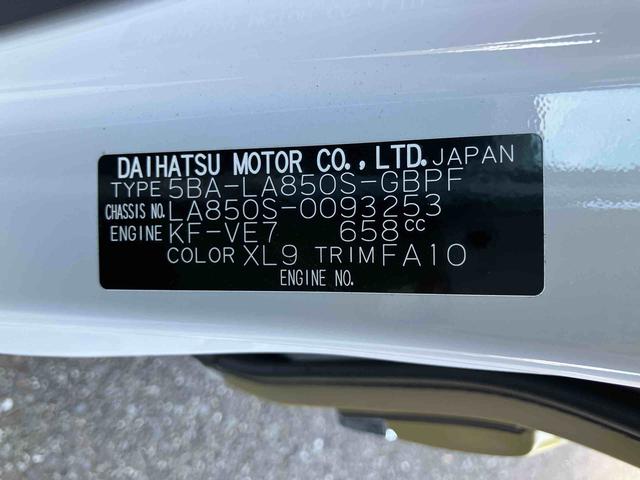 DAIHATSU MOTOR CO., LTD. JAPAN
TYPE 5BA-LA850S-GBPF
CHASSIS NO. LA850S-0093253
ENGINE KF-VE7 658cc
COLOR XL9 TRIM FA10
ENGINE NO.